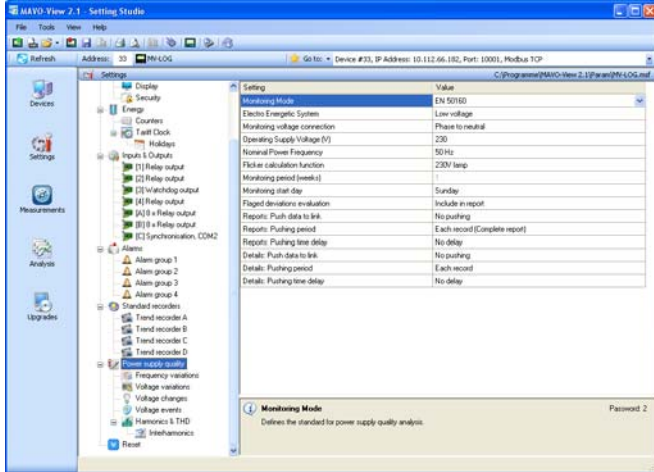 MAVO-View 2.1 - Setting Studio
File Tools View Help
Refresh Address: 33 MV-LOG Go to: Device #33, IP Address: 10.112.66.182, Port: 10001, Modbus TCP
Settings C:\Programme\MAVO-View 2.1\Param\MV-LOG.msf
Devices
Settings
Measurements
Analysis
Upgrades
Display
Security
Energy
Counters
Tariff Clock
Holidays
Inputs & Outputs
[1] Relay output
[2] Relay output
[3] Watchdog output
[4] Relay output
[A] 8 x Relay output
[B] 8 x Relay output
[C] Synchronisation, COM2
Alarms
Alarm group 1
Alarm group 2
Alarm group 3
Alarm group 4
Standard recorders
Trend recorder A
Trend recorder B
Trend recorder C
Trend recorder D
Power supply quality
Frequency variations
Voltage variations
Voltage changes
Voltage events
Harmonics & THD
Interharmonics
Reset
Setting Value
Monitoring Mode EN 50160
Electro Energetic System Low voltage
Monitoring voltage connection Phase to neutral
Operating Supply Voltage (V) 230
Nominal Power Frequency 50 Hz
Flicker calculation function 230V lamp
Monitoring period (weeks) 1
Monitoring start day Sunday
Flaged deviations evaluation Include in report
Reports: Push data to link No pushing
Reports: Pushing period Each record (Complete report)
Reports: Pushing time delay No delay
Details: Push data to link No pushing
Details: Pushing period Each record
Details: Pushing time delay No delay
Monitoring Mode Password: 2
Defines the standard for power supply quality analysis.